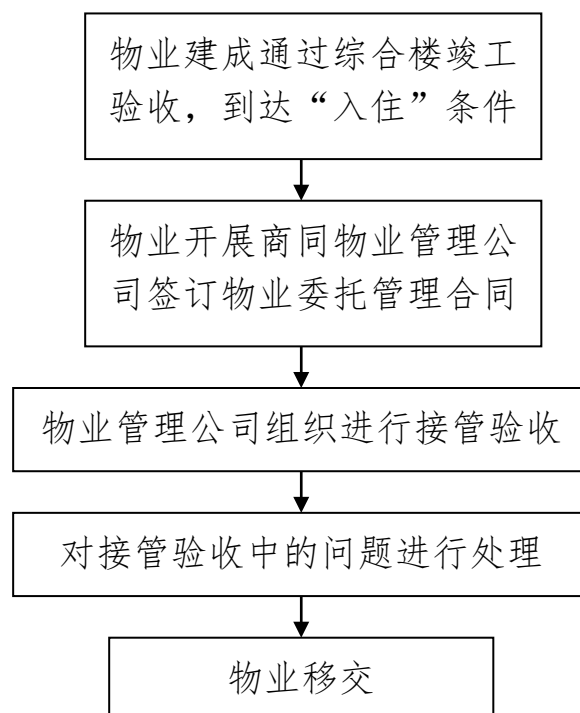 物业建成通过综合楼竣工
验收，到达“入住”条件
物业开展商同物业管理公
司签订物业委托管理合同
物业管理公司组织进行接管验收
对接管验收中的问题进行处理
物业移交